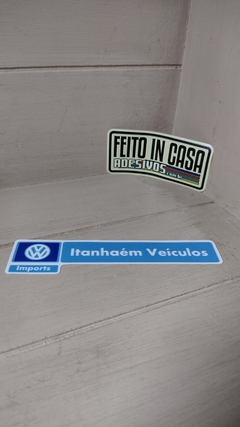 FEITO IN CASA
ADESIVOS
Itanhaém Veículos
Imports